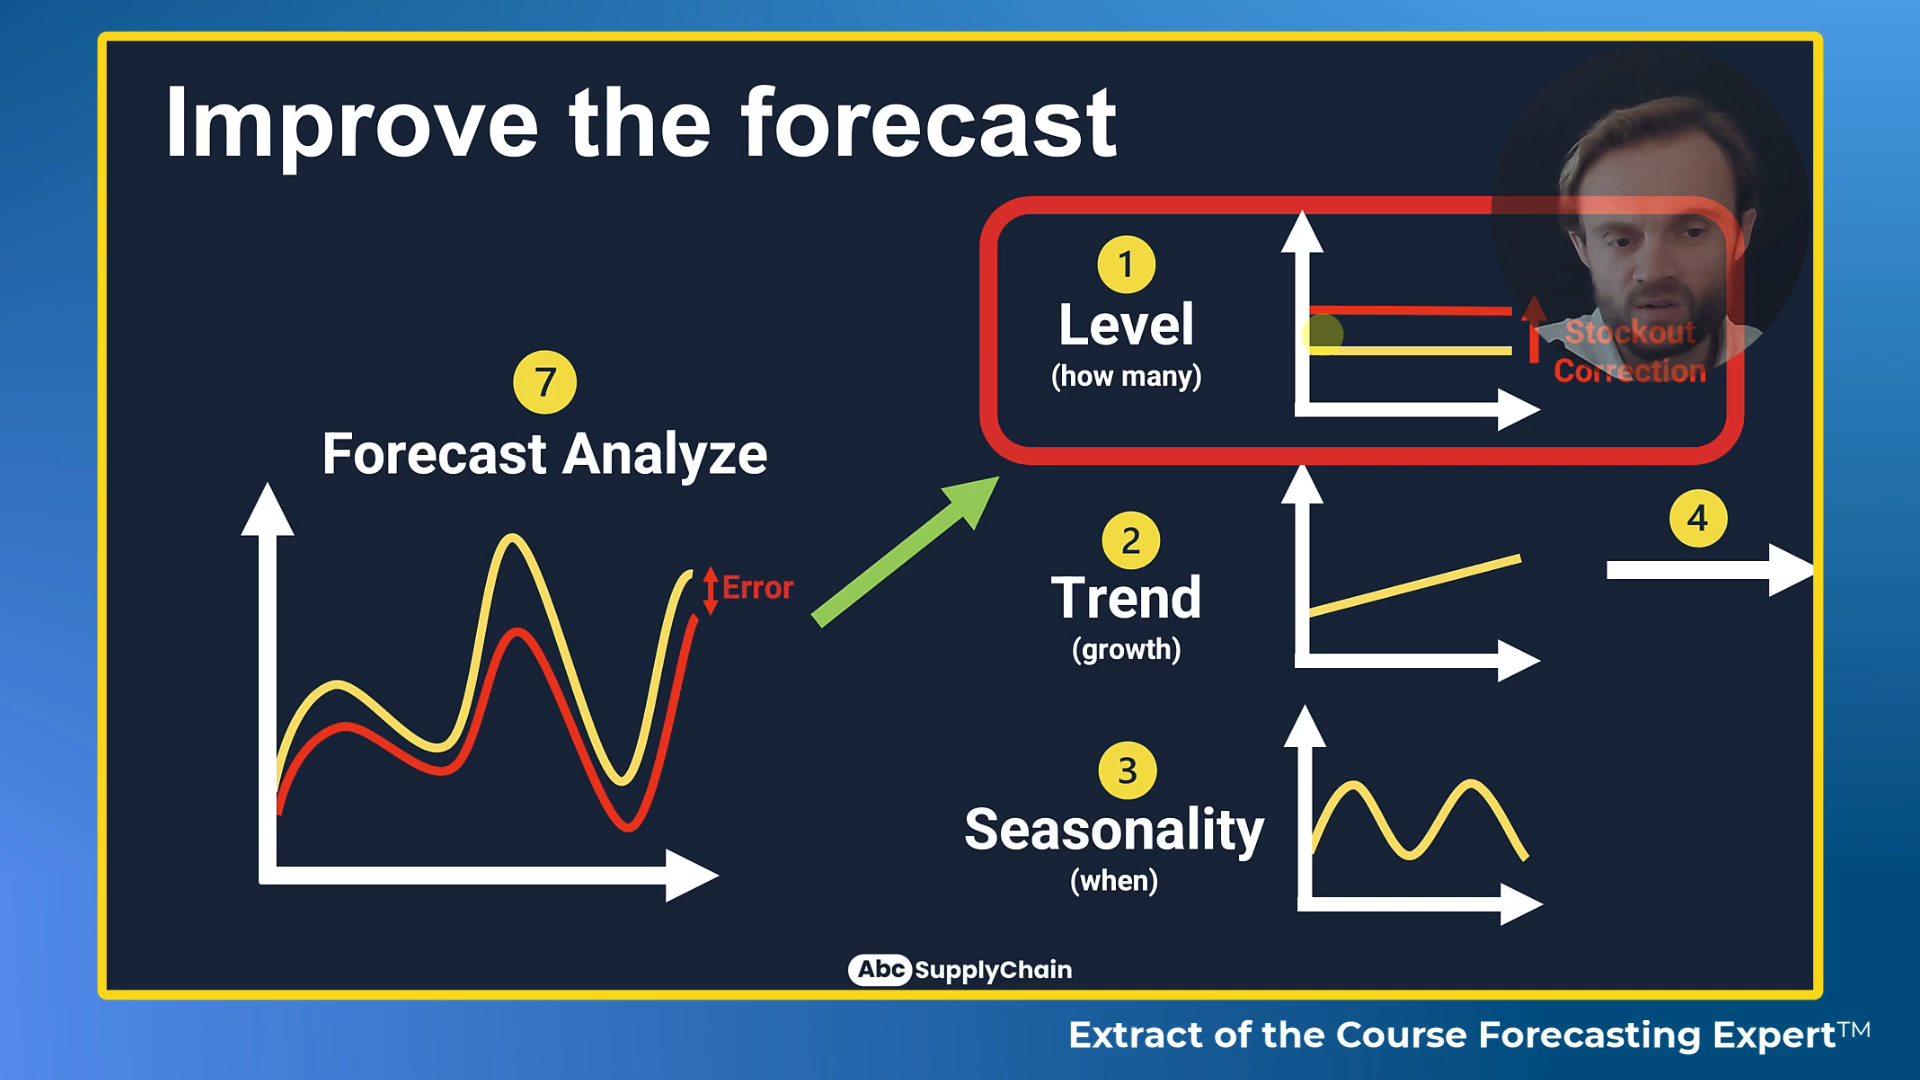 Improve the forecast
1
Level
(how many)
Stockout
Correction
7
Forecast Analyze
Error
2
Trend
(growth)
4
3
Seasonality
(when)
Abc SupplyChain
Extract of the Course Forecasting Expert™